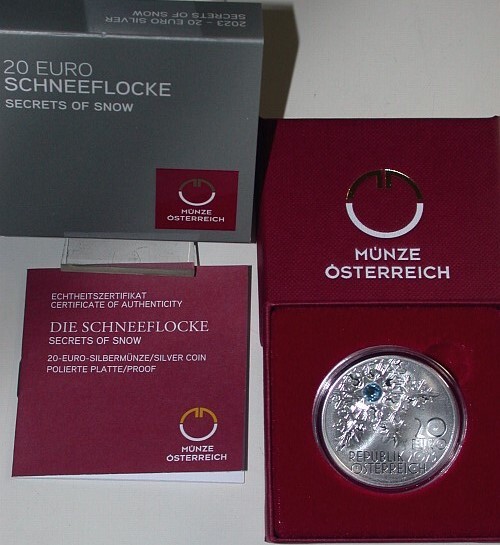 2023 - 20 EURO SILVER
SECRETS OF SNOW
20 EURO
SCHNEEFLOCKE
SECRETS OF SNOW
MÜNZE
ÖSTERREICH
MÜNZE
ÖSTERREICH
ECHTHEITSZERTIFIKAT
CERTIFICATE OF AUTHENTICITY
DIE SCHNEEFLOCKE
SECRETS OF SNOW
20-EURO-SILBERMÜNZE/SILVER COIN
POLIERTE PLATTE/PROOF
MÜNZE
ÖSTERREICH
20
EURO
REPUBLIK 2023
ÖSTERREICH